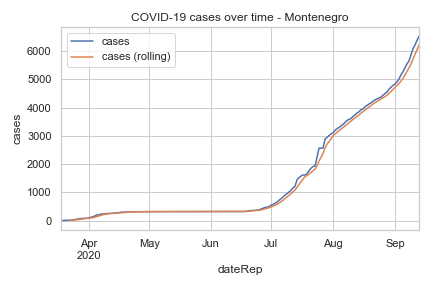 COVID-19 cases over time - Montenegro
cases
cases (rolling)
cases
6000
5000
4000
3000
2000
1000
0
Apr
2020
May
Jun
Jul
Aug
Sep
dateRep